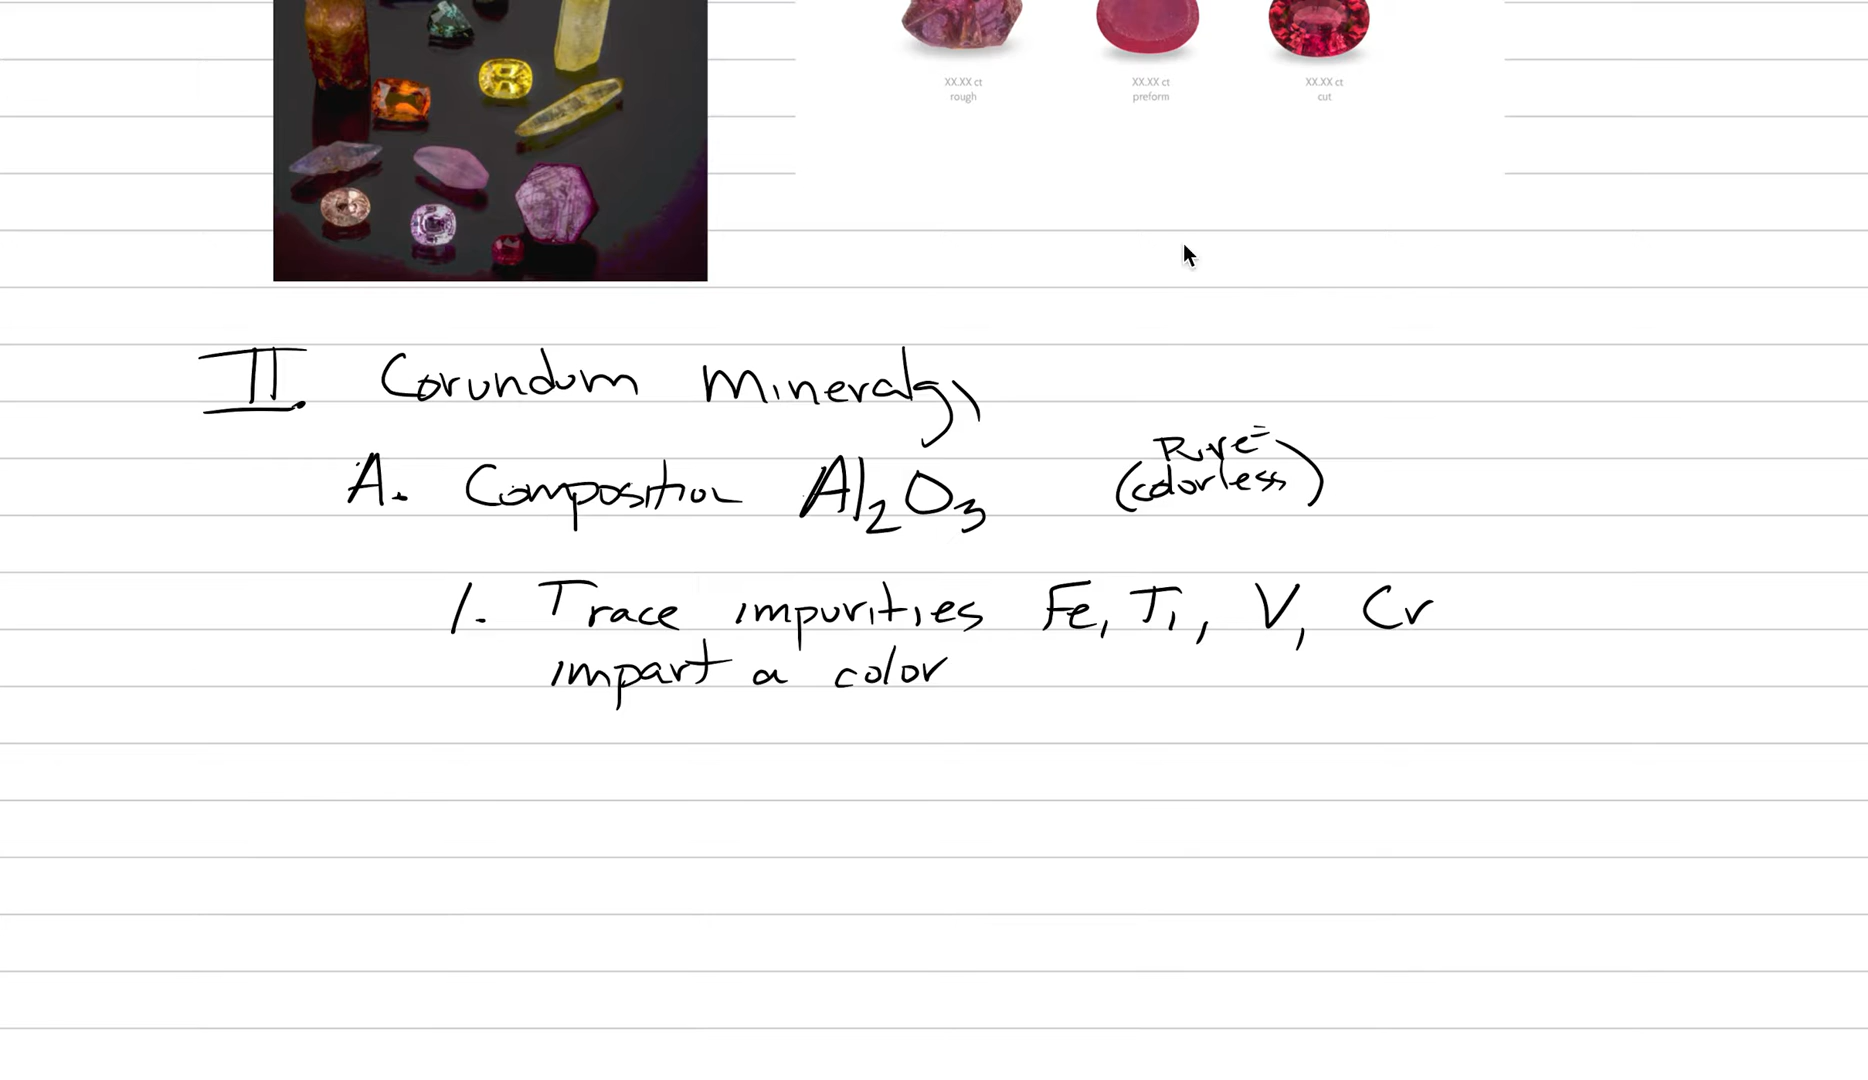 XX.XX ct
rough
XX.XX ct
preform
XX.XX ct
cut
II. Corundum Mineralogy
A. Composition Al₂O₃ (Pure = colorless)
1. Trace impurities Fe, Ti, V, Cr
impart a color